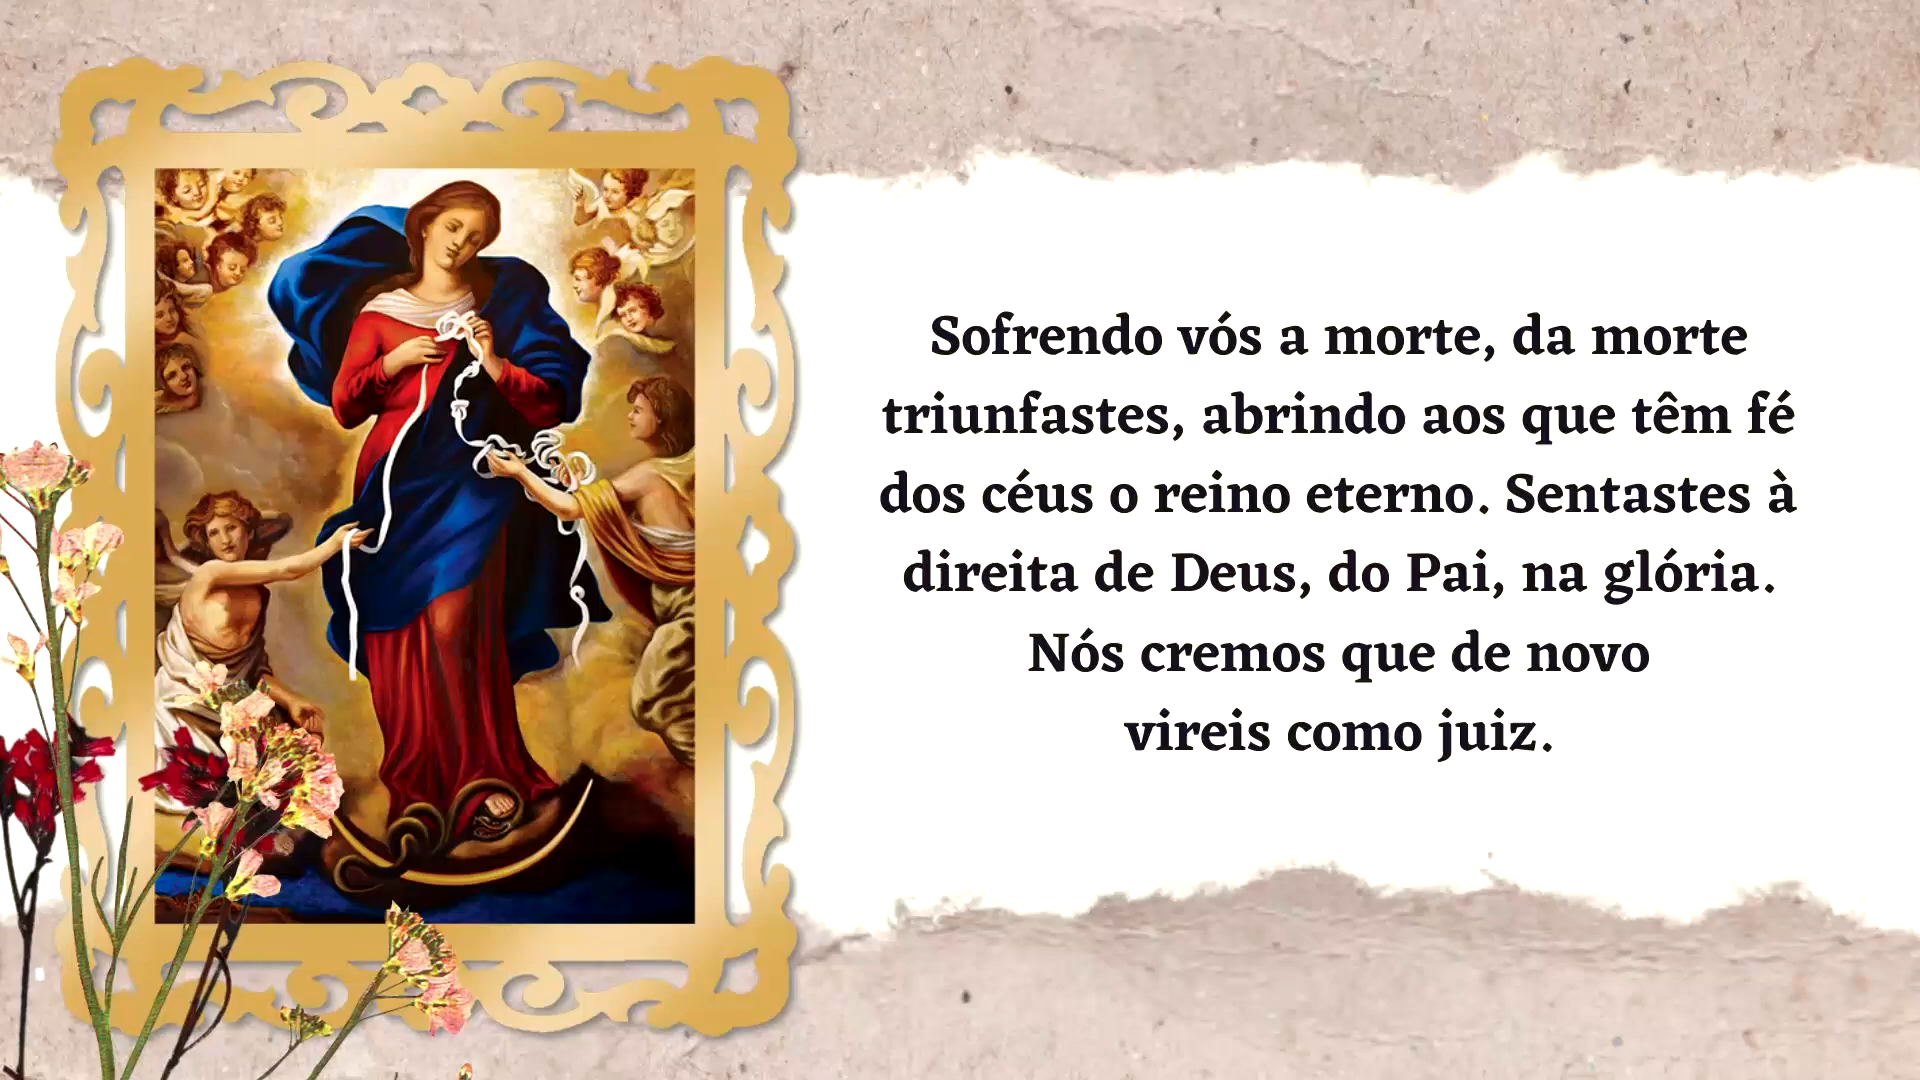 Sofrendo vós a morte, da morte
triunfastes, abrindo aos que têm fé
dos céus o reino eterno. Sentastes à
direita de Deus, do Pai, na glória.
Nós cremos que de novo
vireis como juiz.